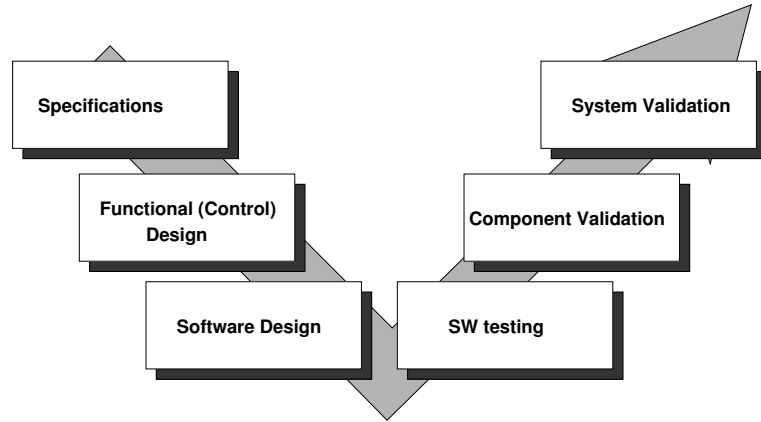 Specifications
System Validation
Functional (Control)
Design
Component Validation
Software Design
SW testing